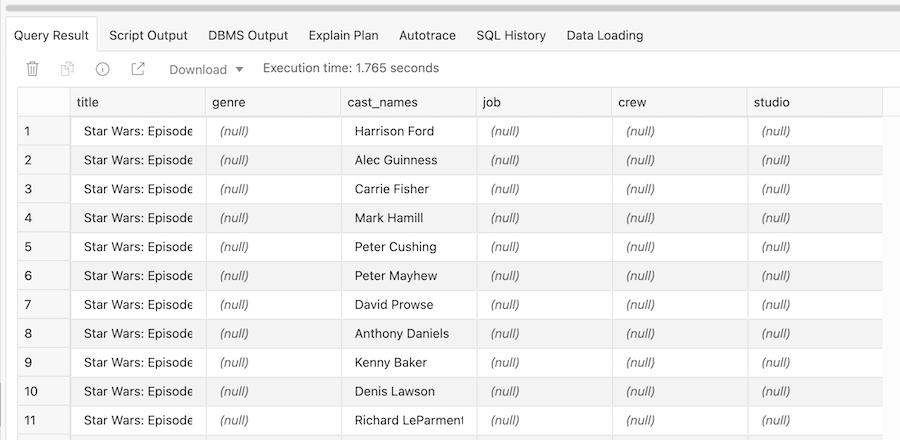 Query Result Script Output DBMS Output Explain Plan Autotrace SQL History Data Loading
Download Execution time: 1.765 seconds
title genre cast_names job crew studio
1 Star Wars: Episode (null) Harrison Ford (null) (null) (null)
2 Star Wars: Episode (null) Alec Guinness (null) (null) (null)
3 Star Wars: Episode (null) Carrie Fisher (null) (null) (null)
4 Star Wars: Episode (null) Mark Hamill (null) (null) (null)
5 Star Wars: Episode (null) Peter Cushing (null) (null) (null)
6 Star Wars: Episode (null) Peter Mayhew (null) (null) (null)
7 Star Wars: Episode (null) David Prowse (null) (null) (null)
8 Star Wars: Episode (null) Anthony Daniels (null) (null) (null)
9 Star Wars: Episode (null) Kenny Baker (null) (null) (null)
10 Star Wars: Episode (null) Denis Lawson (null) (null) (null)
11 Star Wars: Episode (null) Richard LeParment (null) (null) (null)